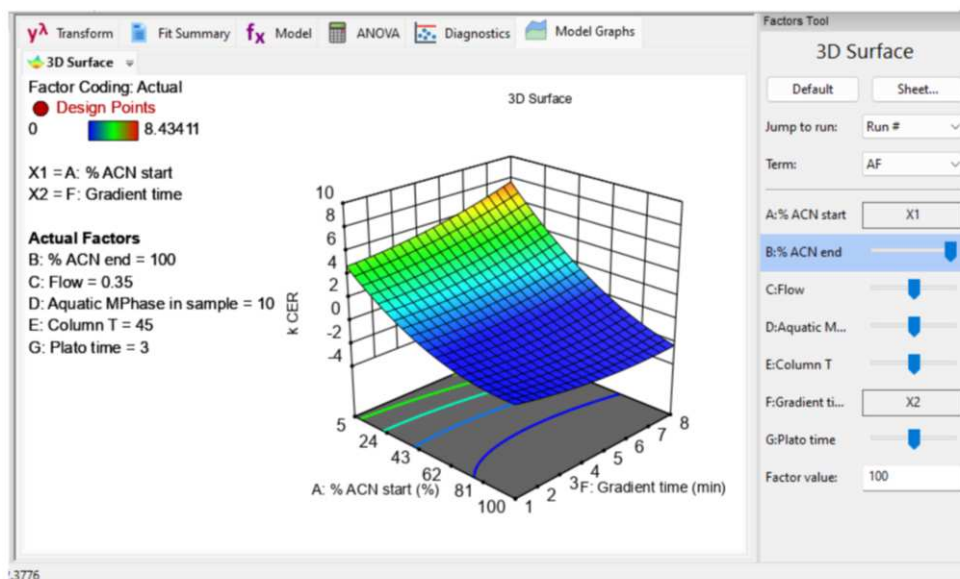 yλ Transform Fit Summary fx Model ANOVA Diagnostics Model Graphs
3D Surface
Factor Coding: Actual
Design Points
0 8.43411
X1 = A: % ACN start
X2 = F: Gradient time
Actual Factors
B: % ACN end = 100
C: Flow = 0.35
D: Aquatic MPhase in sample = 10
E: Column T = 45
G: Plato time = 3
3D Surface
10
8
6
4
2
0
-2
-4
k CER
5
24
43
62
81
100
A: % ACN start (%)
1
2
3
4
5
6
7
8
F: Gradient time (min)
Factors Tool
3D Surface
Default Sheet...
Jump to run: Run #
Term: AF
A:% ACN start X1
B:% ACN end
C:Flow
D:Aquatic M...
E:Column T
F:Gradient ti... X2
G:Plato time
Factor value: 100
.3776